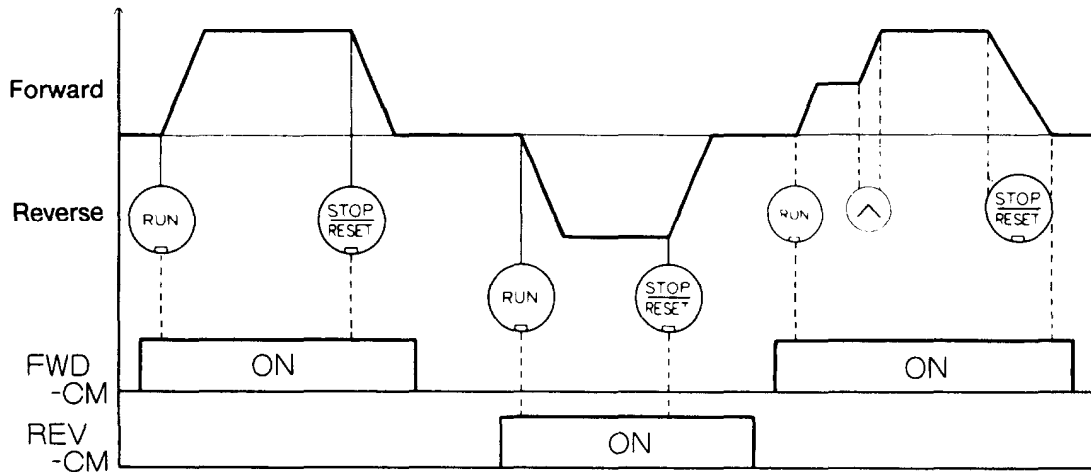 Forward
Reverse
RUN
STOP
RESET
RUN
STOP
RESET
RUN
STOP
RESET
FWD
-CM
ON
ON
REV
-CM
ON